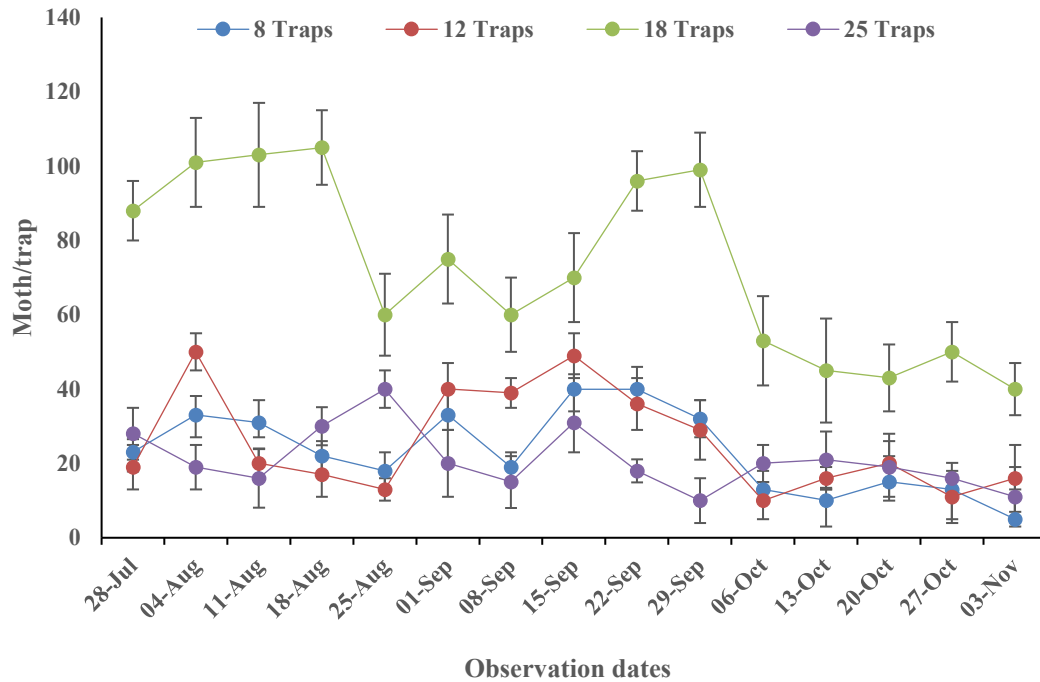 8 Traps 12 Traps 18 Traps 25 Traps
140
120
100
80
60
40
20
0
Moth/trap
28-Jul 04-Aug 11-Aug 18-Aug 25-Aug 01-Sep 08-Sep 15-Sep 22-Sep 29-Sep 06-Oct 13-Oct 20-Oct 27-Oct 03-Nov
Observation dates